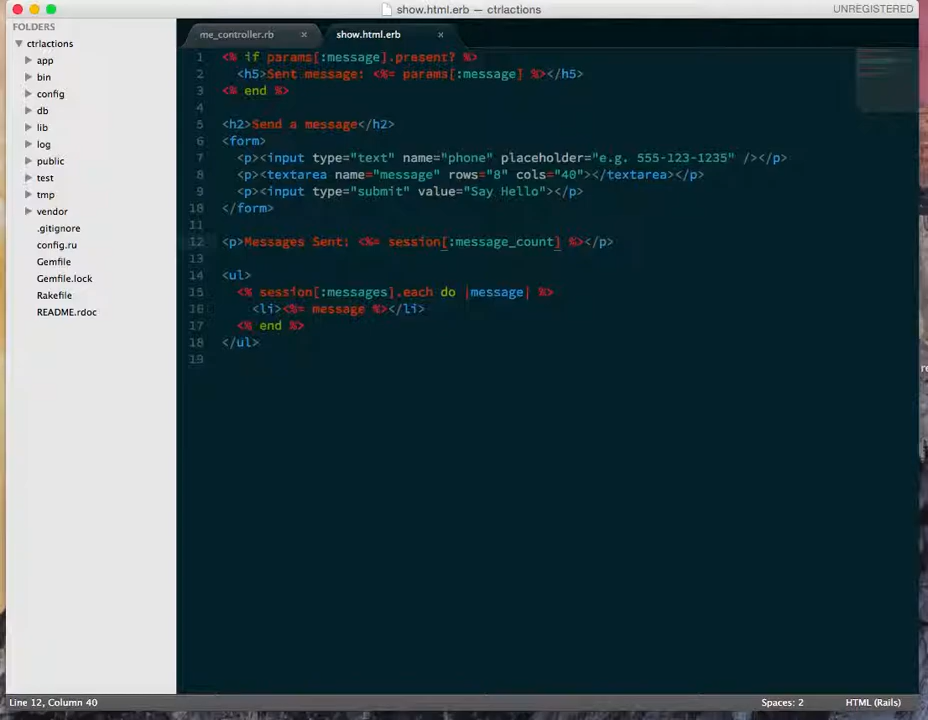 show.html.erb — ctrlactions
UNREGISTERED
FOLDERS
ctrlactions
app
bin
config
db
lib
log
public
test
tmp
vendor
.gitignore
config.ru
Gemfile
Gemfile.lock
Rakefile
README.rdoc
me_controller.rb ×
show.html.erb ×
1 <% if params[:message].present? %>
2 <h5>Sent message: <%= params[:message] %></h5>
3 <% end %>
4
5 <h2>Send a message</h2>
6 <form>
7 <p><input type="text" name="phone" placeholder="e.g. 555-123-1235" /></p>
8 <p><textarea name="message" rows="8" cols="40"></textarea></p>
9 <p><input type="submit" value="Say Hello"></p>
10 </form>
11
12 <p>Messages Sent: <%= session[:message_count] %></p>
13
14 <ul>
15 <% session[:messages].each do |message| %>
16 <li><%= message %></li>
17 <% end %>
18 </ul>
19
Line 12, Column 40
Spaces: 2
HTML (Rails)